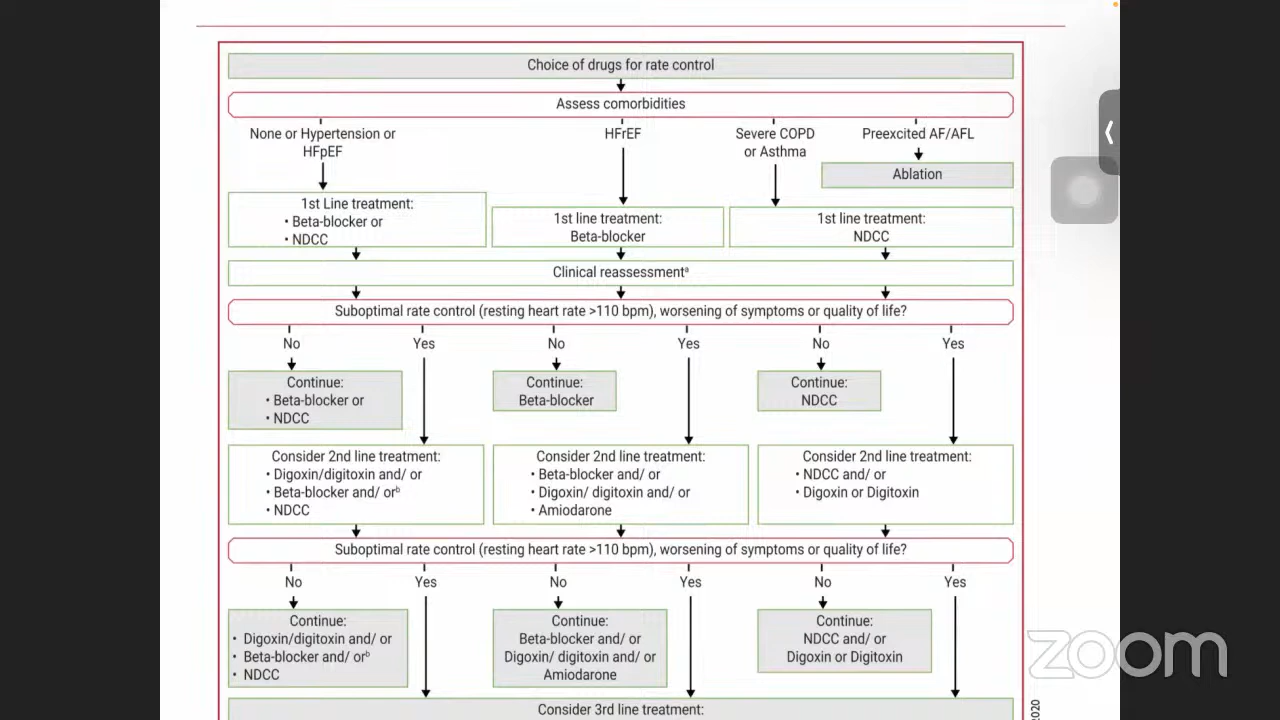 Choice of drugs for rate control
Assess comorbidities
None or Hypertension or
HFpEF
HFrEF
Severe COPD
or Asthma
Preexcited AF/AFL
Ablation
1st Line treatment:
• Beta-blocker or
• NDCC
1st line treatment:
Beta-blocker
1st line treatment:
NDCC
Clinical reassessmentª
Suboptimal rate control (resting heart rate >110 bpm), worsening of symptoms or quality of life?
No
Yes
No
Yes
No
Yes
Continue:
• Beta-blocker or
• NDCC
Continue:
Beta-blocker
Continue:
NDCC
Consider 2nd line treatment:
• Digoxin/digitoxin and/ or
• Beta-blocker and/ orᵇ
• NDCC
Consider 2nd line treatment:
• Beta-blocker and/ or
• Digoxin/ digitoxin and/ or
• Amiodarone
Consider 2nd line treatment:
• NDCC and/ or
• Digoxin or Digitoxin
Suboptimal rate control (resting heart rate >110 bpm), worsening of symptoms or quality of life?
No
Yes
No
Yes
No
Yes
Continue:
• Digoxin/digitoxin and/ or
• Beta-blocker and/ orᵇ
• NDCC
Continue:
Beta-blocker and/ or
Digoxin/ digitoxin and/ or
Amiodarone
Continue:
NDCC and/ or
Digoxin or Digitoxin
Consider 3rd line treatment:
2020
zoom